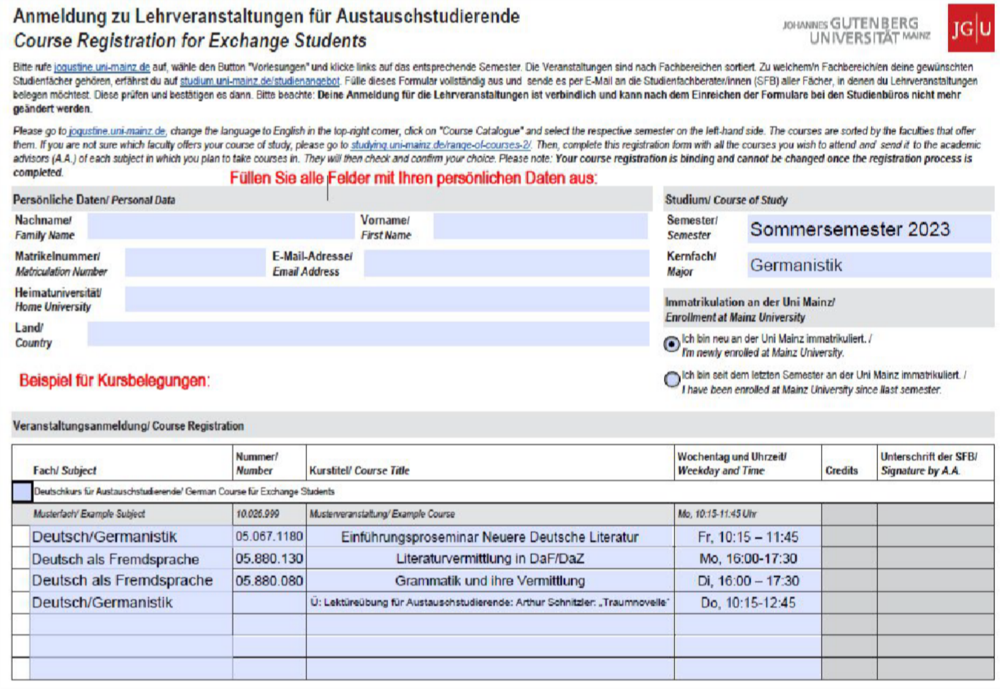 Anmeldung zu Lehrveranstaltungen für Austauschstudierende
Course Registration for Exchange Students
JOHANNES GUTENBERG
UNIVERSITÄT MAINZ
JG|U
Bitte rufe jogustine.uni-mainz.de auf, wähle den Button "Vorlesungen" und klicke links auf das entsprechende Semester. Die Veranstaltungen sind nach Fachbereichen sortiert. Zu welchem/n Fachbereich/en deine gewünschten
Studienfächer gehören, erfährst du auf studium.uni-mainz.de/studienangebot. Fülle dieses Formular vollständig aus und sende es per E-Mail an die Studienfachberater/innen (SFB) aller Fächer, in denen du Lehrveranstaltungen
belegen möchtest. Diese prüfen und bestätigen es dann. Bitte beachte: Deine Anmeldung für die Lehrveranstaltungen ist verbindlich und kann nach dem Einreichen der Formulare bei den Studienbüros nicht mehr
geändert werden.
Please go to jogustine.uni-mainz.de, change the language to English in the top-right corner, click on "Course Catalogue" and select the respective semester on the left-hand side. The courses are sorted by the faculties that offer
them. If you are not sure which faculty offers your course of study, please go to studying.uni-mainz.de/range-of-courses-2/. Then, complete this registration form with all the courses you wish to attend and send it to the academic
advisors (A.A.) of each subject in which you plan to take courses in. They will then check and confirm your choice. Please note: Your course registration is binding and cannot be changed once the registration process is
completed.
Füllen Sie alle Felder mit Ihren persönlichen Daten aus:
Persönliche Daten/ Personal Data
Nachname/
Family Name
Vorname/
First Name
Matrikelnummer/
Matriculation Number
E-Mail-Adresse/
Email Address
Heimatuniversität/
Home University
Land/
Country
Studium/ Course of Study
Semester/
Semester
Sommersemester 2023
Kernfach/
Major
Germanistik
Immatrikulation an der Uni Mainz/
Enrollment at Mainz University
Ich bin neu an der Uni Mainz immatrikuliert. /
I'm newly enrolled at Mainz University.
Ich bin seit dem letzten Semester an der Uni Mainz immatrikuliert. /
I have been enrolled at Mainz University since llast semester.
Beispiel für Kursbelegungen:
Veranstaltungsanmeldung/ Course Registration
Fach/ Subject
Nummer/
Number
Kurstitel/ Course Title
Wochentag und Uhrzeit/
Weekday and Time
Credits
Unterschrift der SFB/
Signature by A.A.
Deutschkurs für Austauschstudierende/ German Course für Exchange Students
Musterfach/ Example Subject 10.026.999 Musterveranstaltung/ Example Course Mo, 10:15-11:45 Uhr
Deutsch/Germanistik 05.067.1180 Einführungsproseminar Neuere Deutsche Literatur Fr, 10:15 – 11:45
Deutsch als Fremdsprache 05.880.130 Literaturvermittlung in DaF/DaZ Mo, 16:00-17:30
Deutsch als Fremdsprache 05.880.080 Grammatik und ihre Vermittlung Di, 16:00 – 17:30
Deutsch/Germanistik Ü: Lektüreübung für Austauschstudierende: Arthur Schnitzler: „Traumnovelle" Do, 10:15-12:45